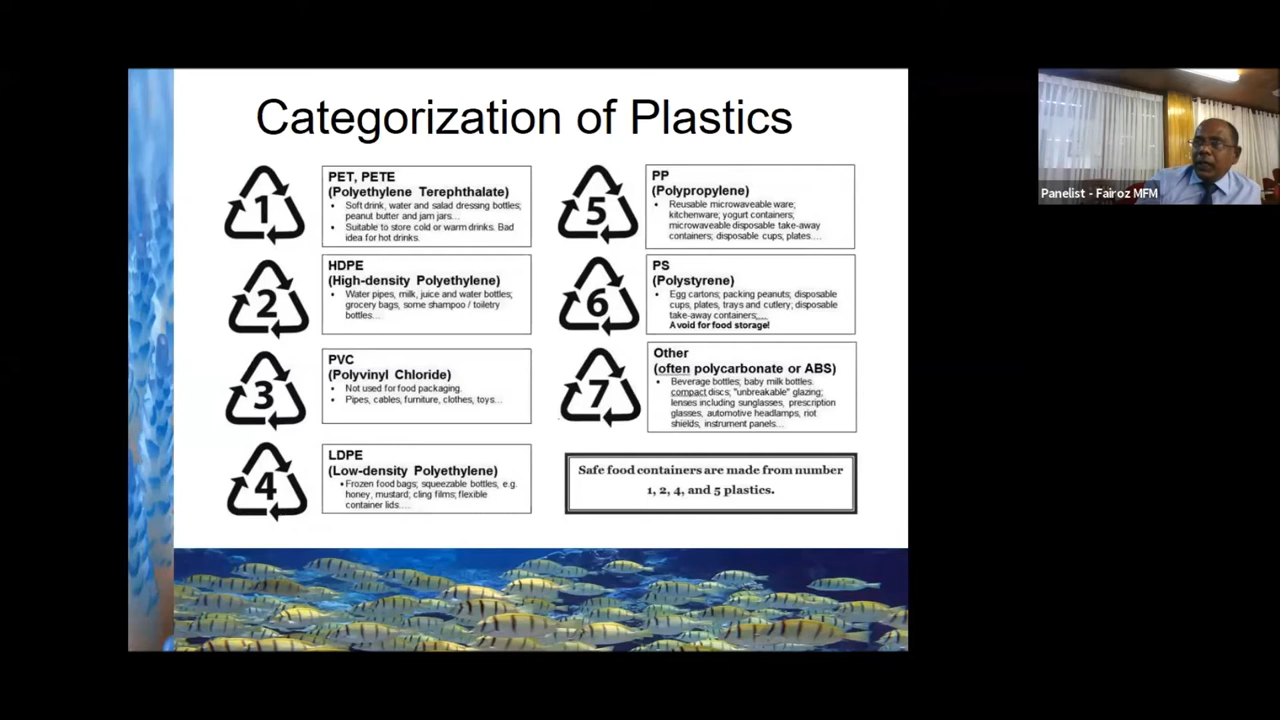 Categorization of Plastics
1
PET, PETE
(Polyethylene Terephthalate)
• Soft drink, water and salad dressing bottles;
peanut butter and jam jars…
• Suitable to store cold or warm drinks. Bad
idea for hot drinks.
2
HDPE
(High-density Polyethylene)
• Water pipes, milk, juice and water bottles;
grocery bags, some shampoo / toiletry
bottles…
3
PVC
(Polyvinyl Chloride)
• Not used for food packaging.
• Pipes, cables, furniture, clothes, toys…
4
LDPE
(Low-density Polyethylene)
• Frozen food bags; squeezable bottles, e.g.
honey, mustard; cling films; flexible
container lids….
5
PP
(Polypropylene)
• Reusable microwaveable ware;
kitchenware; yogurt containers;
microwaveable disposable take-away
containers; disposable cups, plates….
6
PS
(Polystyrene)
• Egg cartons; packing peanuts; disposable
cups, plates, trays and cutlery; disposable
take-away containers;....
Avoid for food storage!
7
Other
(often polycarbonate or ABS)
• Beverage bottles; baby milk bottles.
compact discs; "unbreakable" glazing;
lenses including sunglasses, prescription
glasses, automotive headlamps, riot
shields, instrument panels…
Safe food containers are made from number
1, 2, 4, and 5 plastics.
Panelist - Fairoz MFM